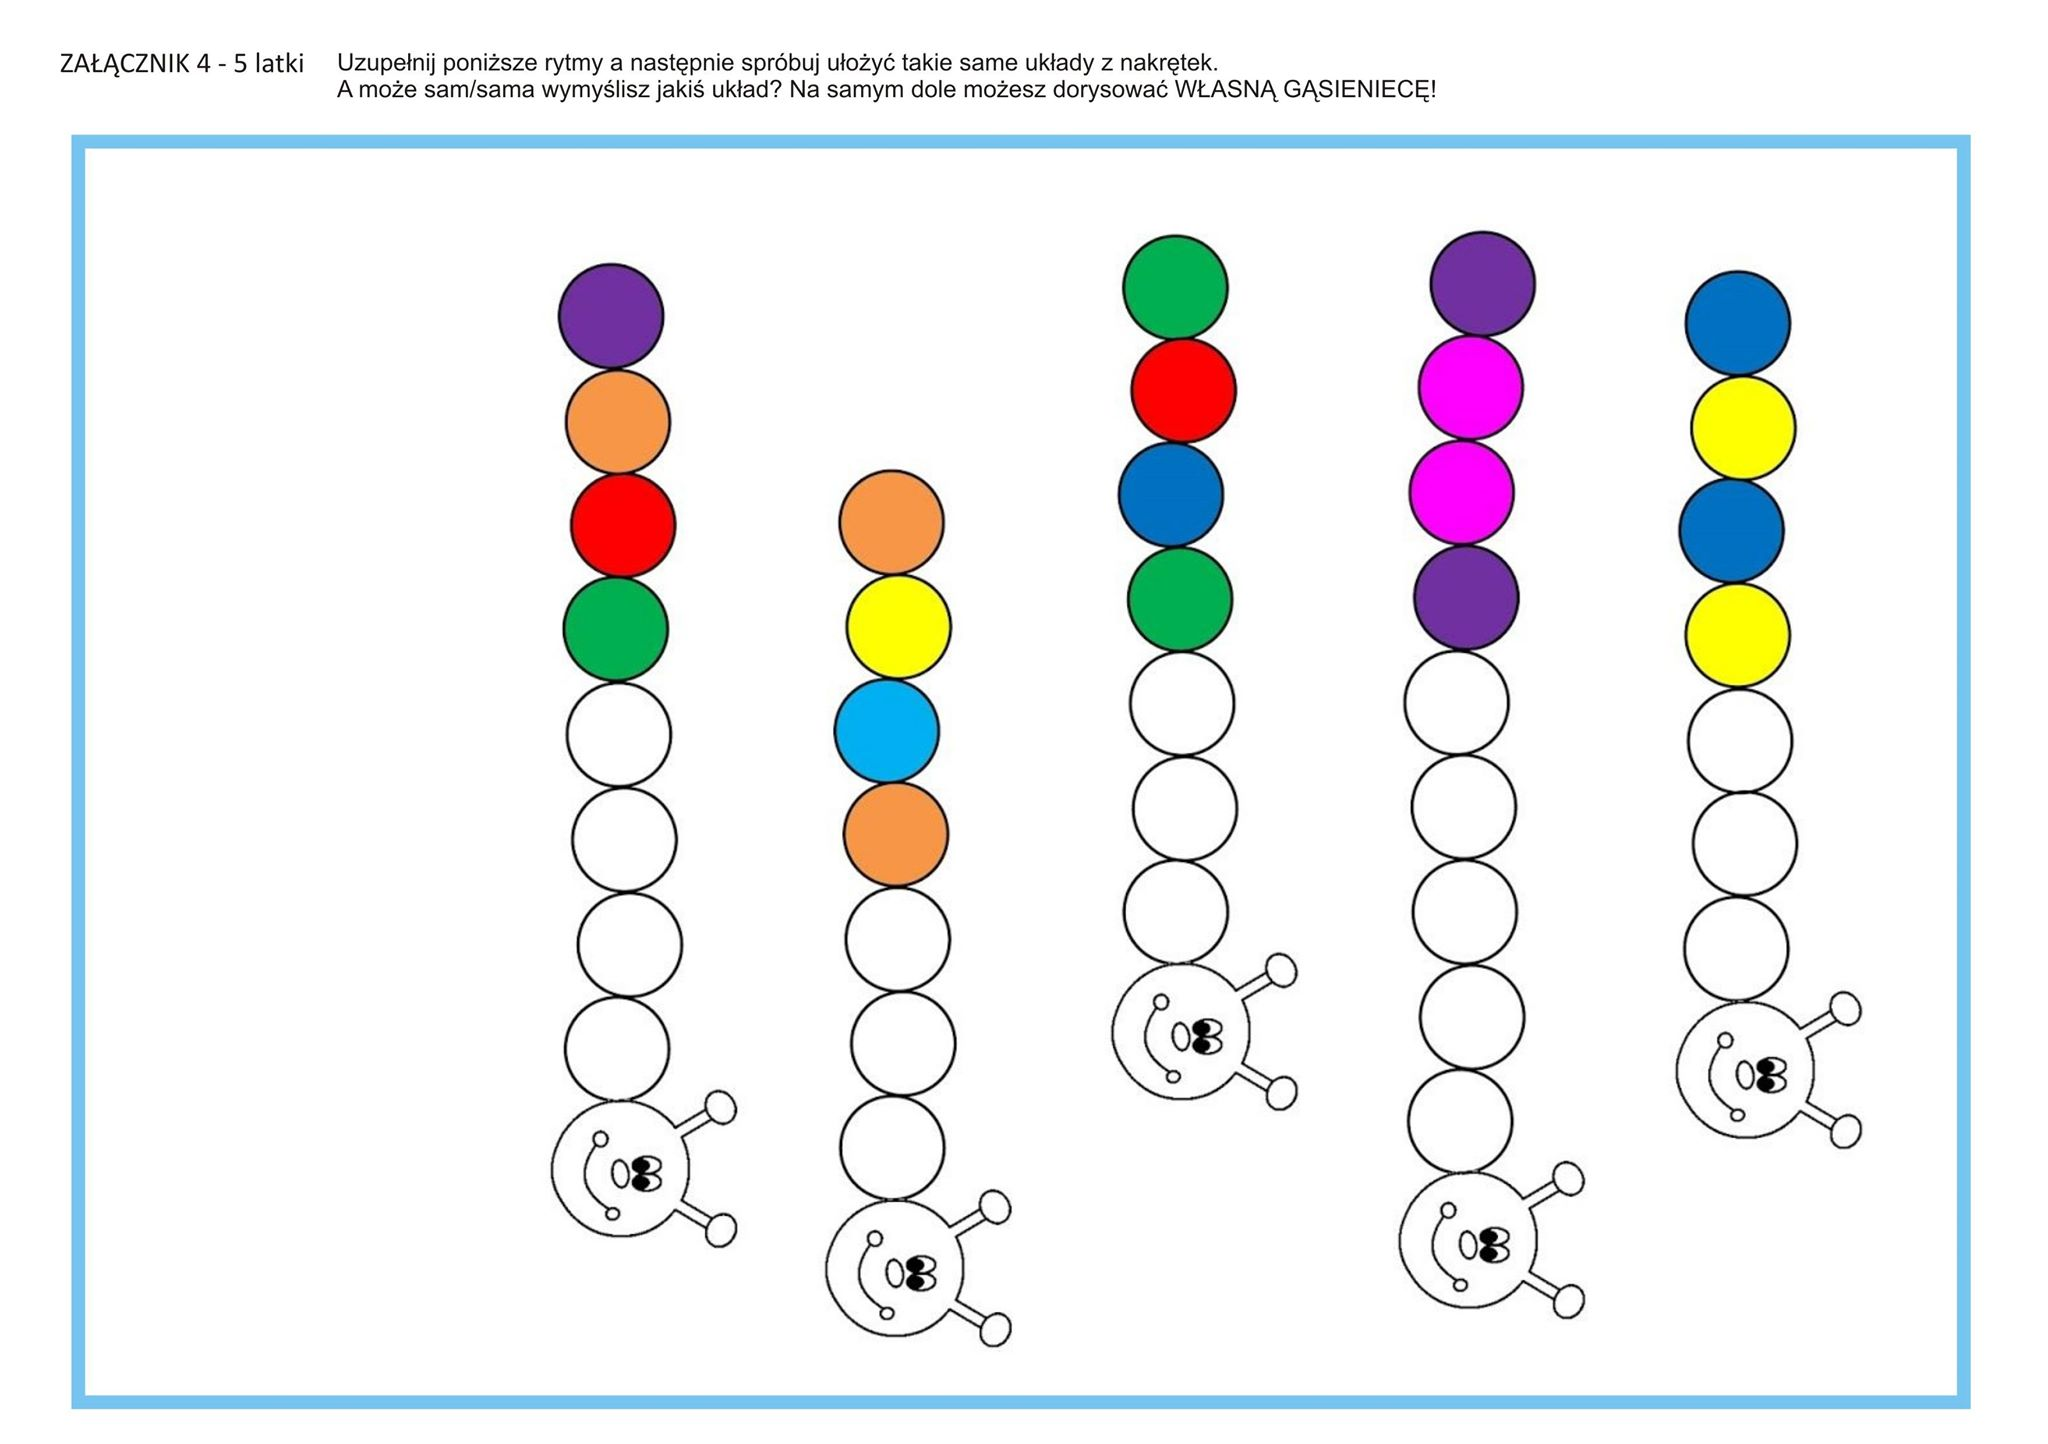 ZAŁĄCZNIK 4 - 5 latki
Uzupełnij poniższe rytmy a następnie spróbuj ułożyć takie same układy z nakrętek.
A może sam/sama wymyślisz jakiś układ? Na samym dole możesz dorysować WŁASNĄ GĄSIENIECĘ!